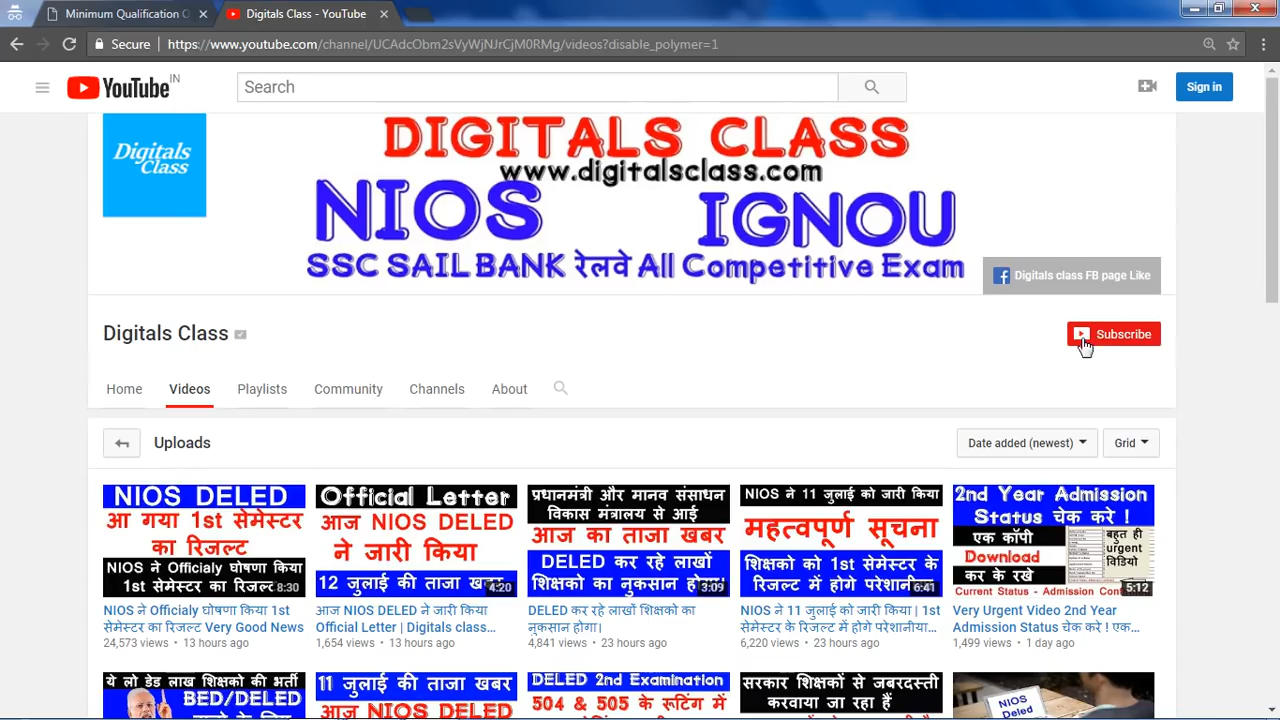 Minimum Qualification O
Digitals Class - YouTube
Secure
https://www.youtube.com/channel/UCAdcObm2sVyWjNJrCjM0RMg/videos?disable_polymer=1
YouTube IN
Search
Sign in
Digitals
Class
DIGITALS CLASS
www.digitalsclass.com
NIOS IGNOU
SSC SAIL BANK रेलवे All Competitive Exam
Digitals class FB page Like
Digitals Class
Subscribe
Home Videos Playlists Community Channels About
Uploads
Date added (newest)
Grid
NIOS DELED
आ गया 1st सेमेस्टर
का रिजल्ट
NIOS ने Officialy घोषणा किया
1st सेमेस्टर का रिजल्ट
8:30
NIOS ने Officialy घोषणा किया 1st
सेमेस्टर का रिजल्ट Very Good News
24,573 views • 13 hours ago
Official Letter
आज NIOS DELED
ने जारी किया
12 जुलाई की ताजा
4:20
आज NIOS DELED ने जारी किया
Official Letter | Digitals class...
1,654 views • 13 hours ago
प्रधानमंत्री और मानव संसाधन
विकास मंत्रालय से आई
आज का ताजा खबर
DELED कर रहे लाखों
शिक्षकों का नुकसान
3:09
DELED कर रहे लाखो शिक्षको का
नुकसान होगा।
4,841 views • 23 hours ago
NIOS ने 11 जुलाई को जारी किया
महत्वपूर्ण सूचना
शिक्षको को 1st सेमेस्टर के
रिजल्ट में होगे परेशानी
6:41
NIOS ने 11 जुलाई को जारी किया | 1st
सेमेस्टर के रिजल्ट में होगे परेशानीया...
6,220 views • 23 hours ago
2nd Year Admission
Status चेक करे !
एक कॉपी
Download
कर के रखे
बहुत ही
urgent
विडियो
Current Status - Admission
5:12
Very Urgent Video 2nd Year
Admission Status चेक करे ! एक...
1,499 views • 1 day ago
ये लो डेड लाख शिक्षकों की भर्ती
BED/DELED
11 जुलाई की ताजा खबर
आज NIOS DELED
DELED 2nd Examination
504 & 505 के रूटिंग में
सरकार शिक्षकों से जबरदस्ती
करवाया जा रहा हैं
NIOS
Deled